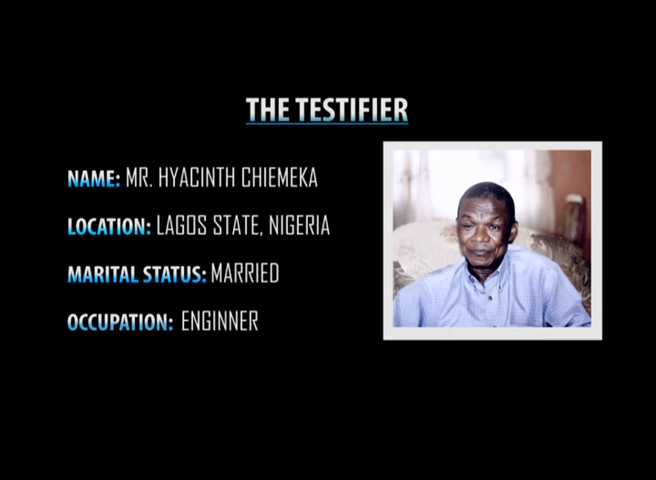 THE TESTIFIER
NAME: MR. HYACINTH CHIEMEKA
LOCATION: LAGOS STATE, NIGERIA
MARITAL STATUS: MARRIED
OCCUPATION: ENGINNER